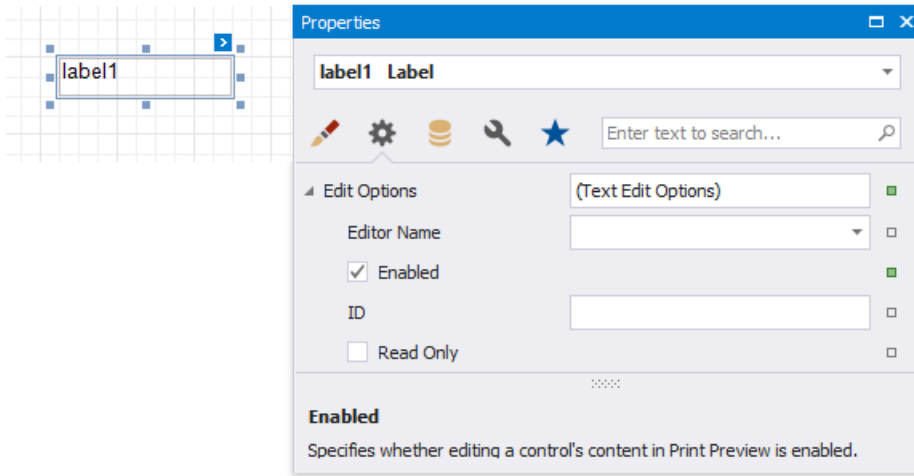 label1
Properties
label1 Label
Enter text to search...
Edit Options
(Text Edit Options)
Editor Name
Enabled
ID
Read Only
Enabled
Specifies whether editing a control's content in Print Preview is enabled.